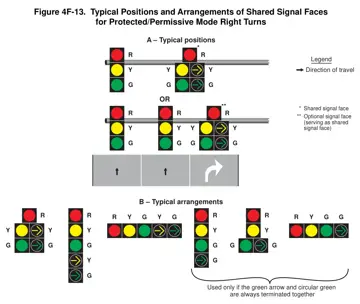 Figure 4F-13. Typical Positions and Arrangements of Shared Signal Faces
for Protected/Permissive Mode Right Turns
A – Typical positions
*
R R
Y Y Y
G G G
Legend
Direction of travel
* Shared signal face
** Optional signal face
(serving as shared
signal face)
OR
**
R R R
Y Y Y Y
G G G G
B – Typical arrangements
R R R Y G Y G R R R Y G G
Y Y Y Y Y Y
G G G G G G
Y
G
Used only if the green arrow and circular green
are always terminated together